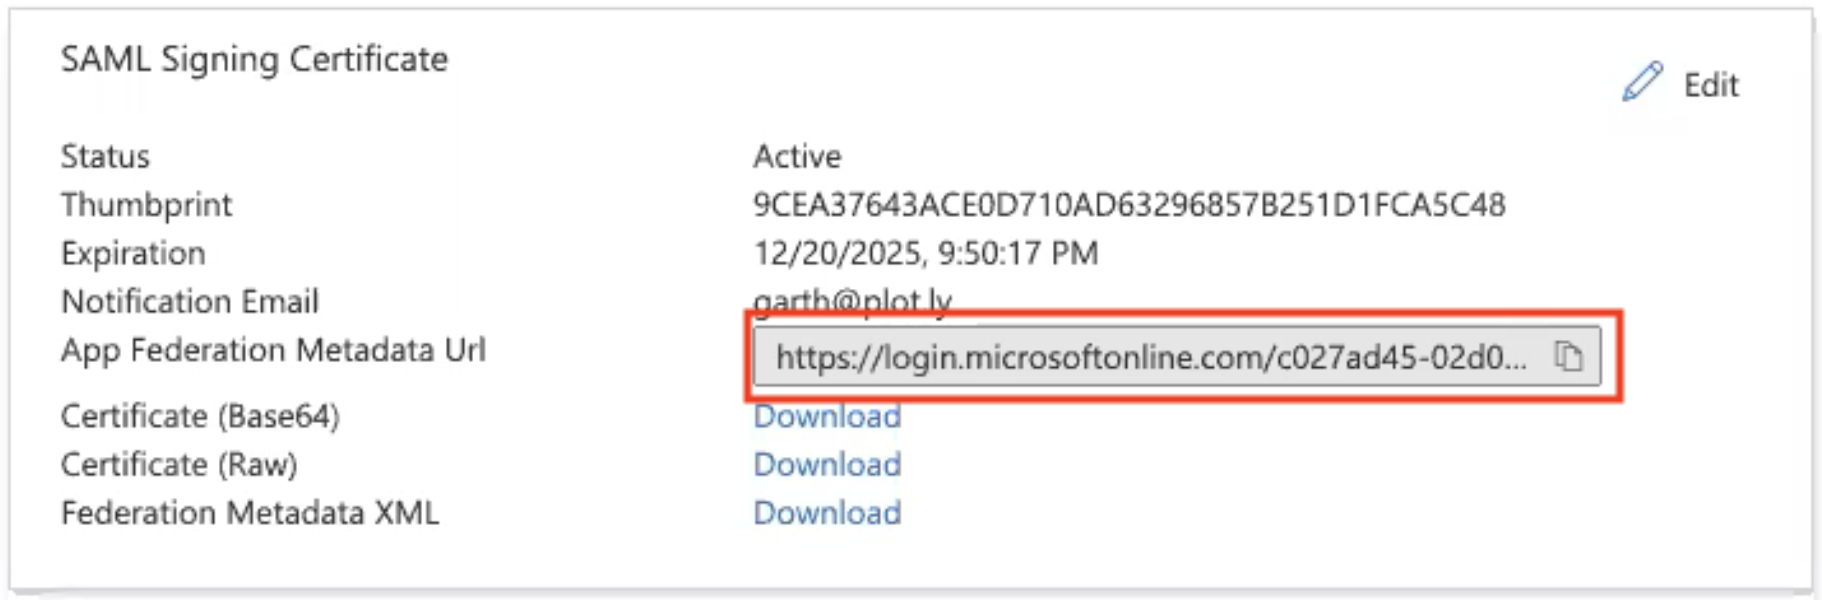 SAML Signing Certificate
Edit
Status Active
Thumbprint 9CEA37643ACE0D710AD63296857B251D1FCA5C48
Expiration 12/20/2025, 9:50:17 PM
Notification Email garth@plot.ly
App Federation Metadata Url https://login.microsoftonline.com/c027ad45-02d0...
Certificate (Base64) Download
Certificate (Raw) Download
Federation Metadata XML Download